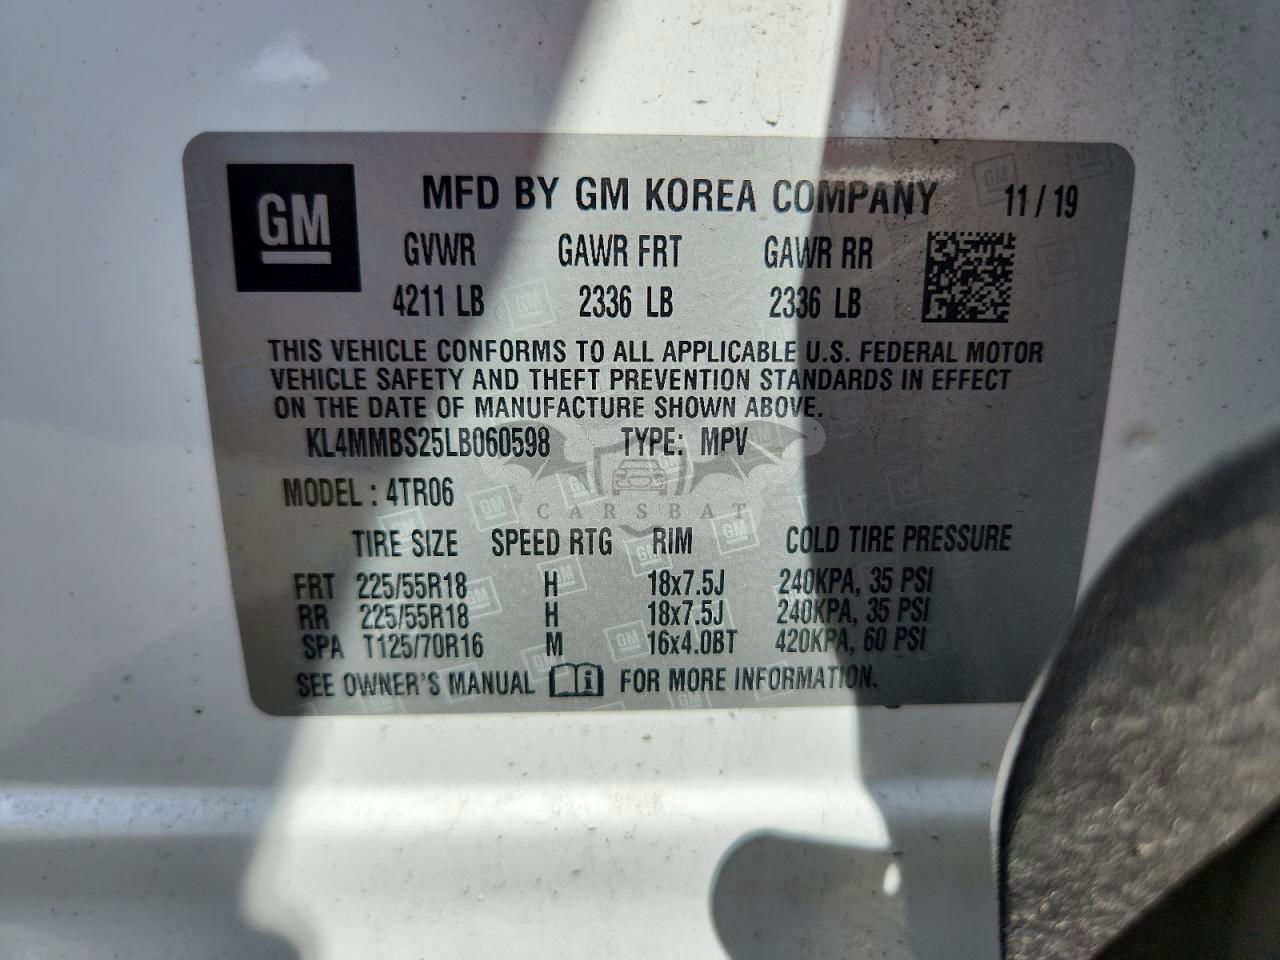 GM
MFD BY GM KOREA COMPANY 11 / 19
GVWR GAWR FRT GAWR RR
4211 LB 2336 LB 2336 LB
THIS VEHICLE CONFORMS TO ALL APPLICABLE U.S. FEDERAL MOTOR
VEHICLE SAFETY AND THEFT PREVENTION STANDARDS IN EFFECT
ON THE DATE OF MANUFACTURE SHOWN ABOVE.
KL4MMBS25LB060598 TYPE: MPV
MODEL : 4TR06
CARSBAT
TIRE SIZE SPEED RTG RIM COLD TIRE PRESSURE
FRT 225/55R18 H 18x7.5J 240KPA, 35 PSI
RR 225/55R18 H 18x7.5J 240KPA, 35 PSI
SPA T125/70R16 M 16x4.0BT 420KPA, 60 PSI
SEE OWNER'S MANUAL FOR MORE INFORMATION.